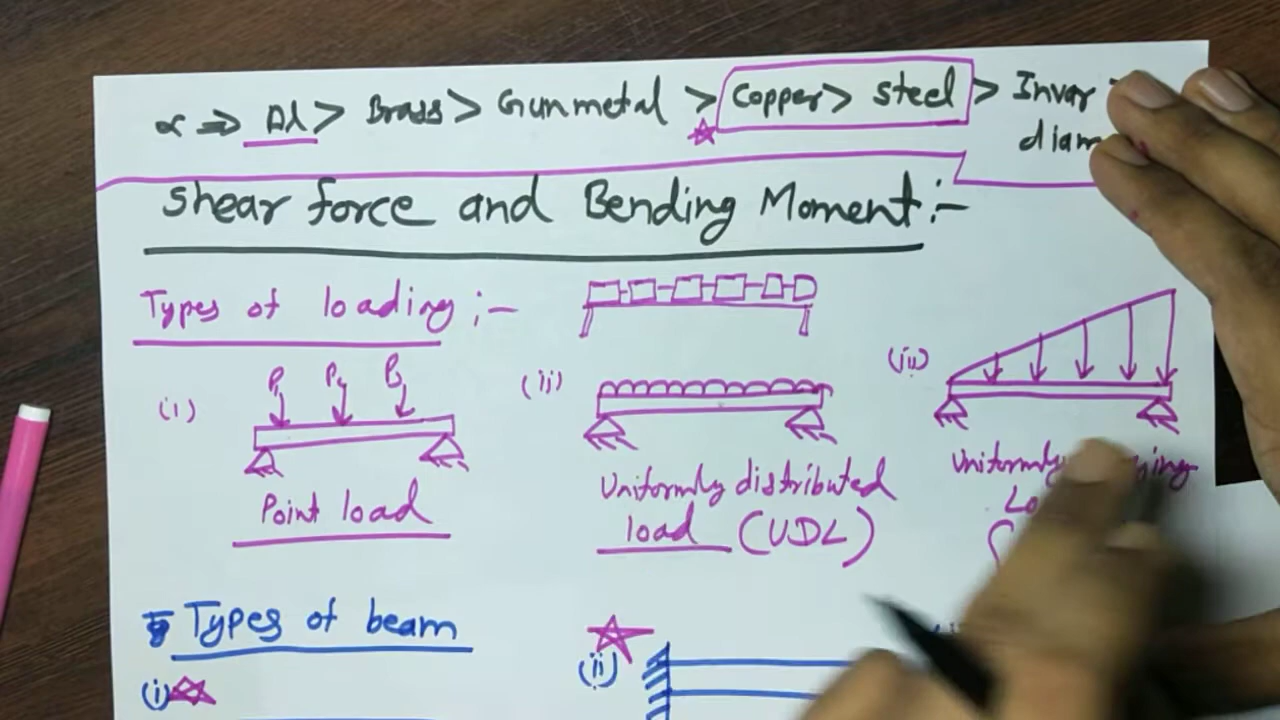 α ⇒ Al > Brass > Gunmetal > Copper > Steel > Invar >
Shear force and Bending Moment :-
Types of loading :-
(i)
P1 P2 P3
Point load
(ii)
Uniformly distributed
load (UDL)
(iii)
Uniformly
Types of beam
(i)
(ii)